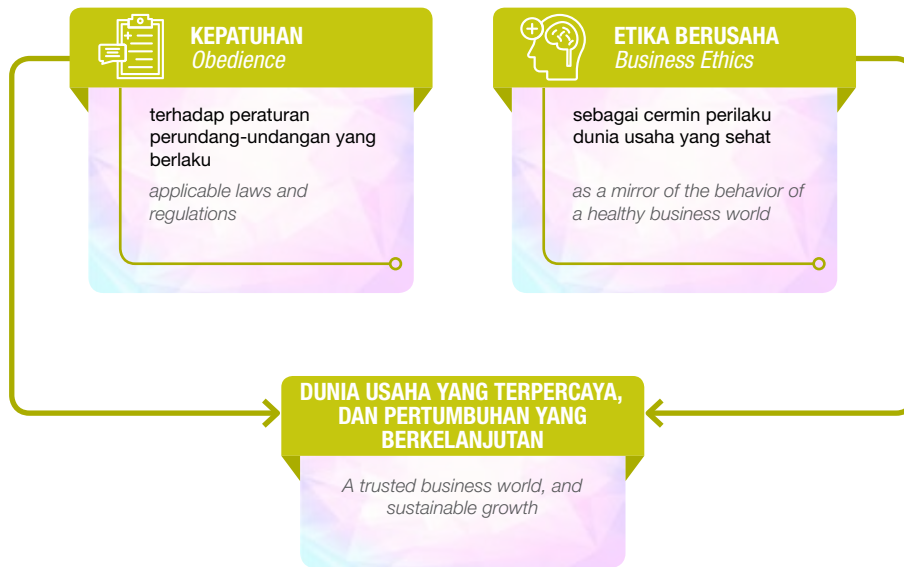 KEPATUHAN
Obedience
terhadap peraturan
perundang-undangan yang
berlaku
applicable laws and
regulations
ETIKA BERUSAHA
Business Ethics
sebagai cermin perilaku
dunia usaha yang sehat
as a mirror of the behavior of
a healthy business world
DUNIA USAHA YANG TERPERCAYA,
DAN PERTUMBUHAN YANG
BERKELANJUTAN
A trusted business world, and
sustainable growth